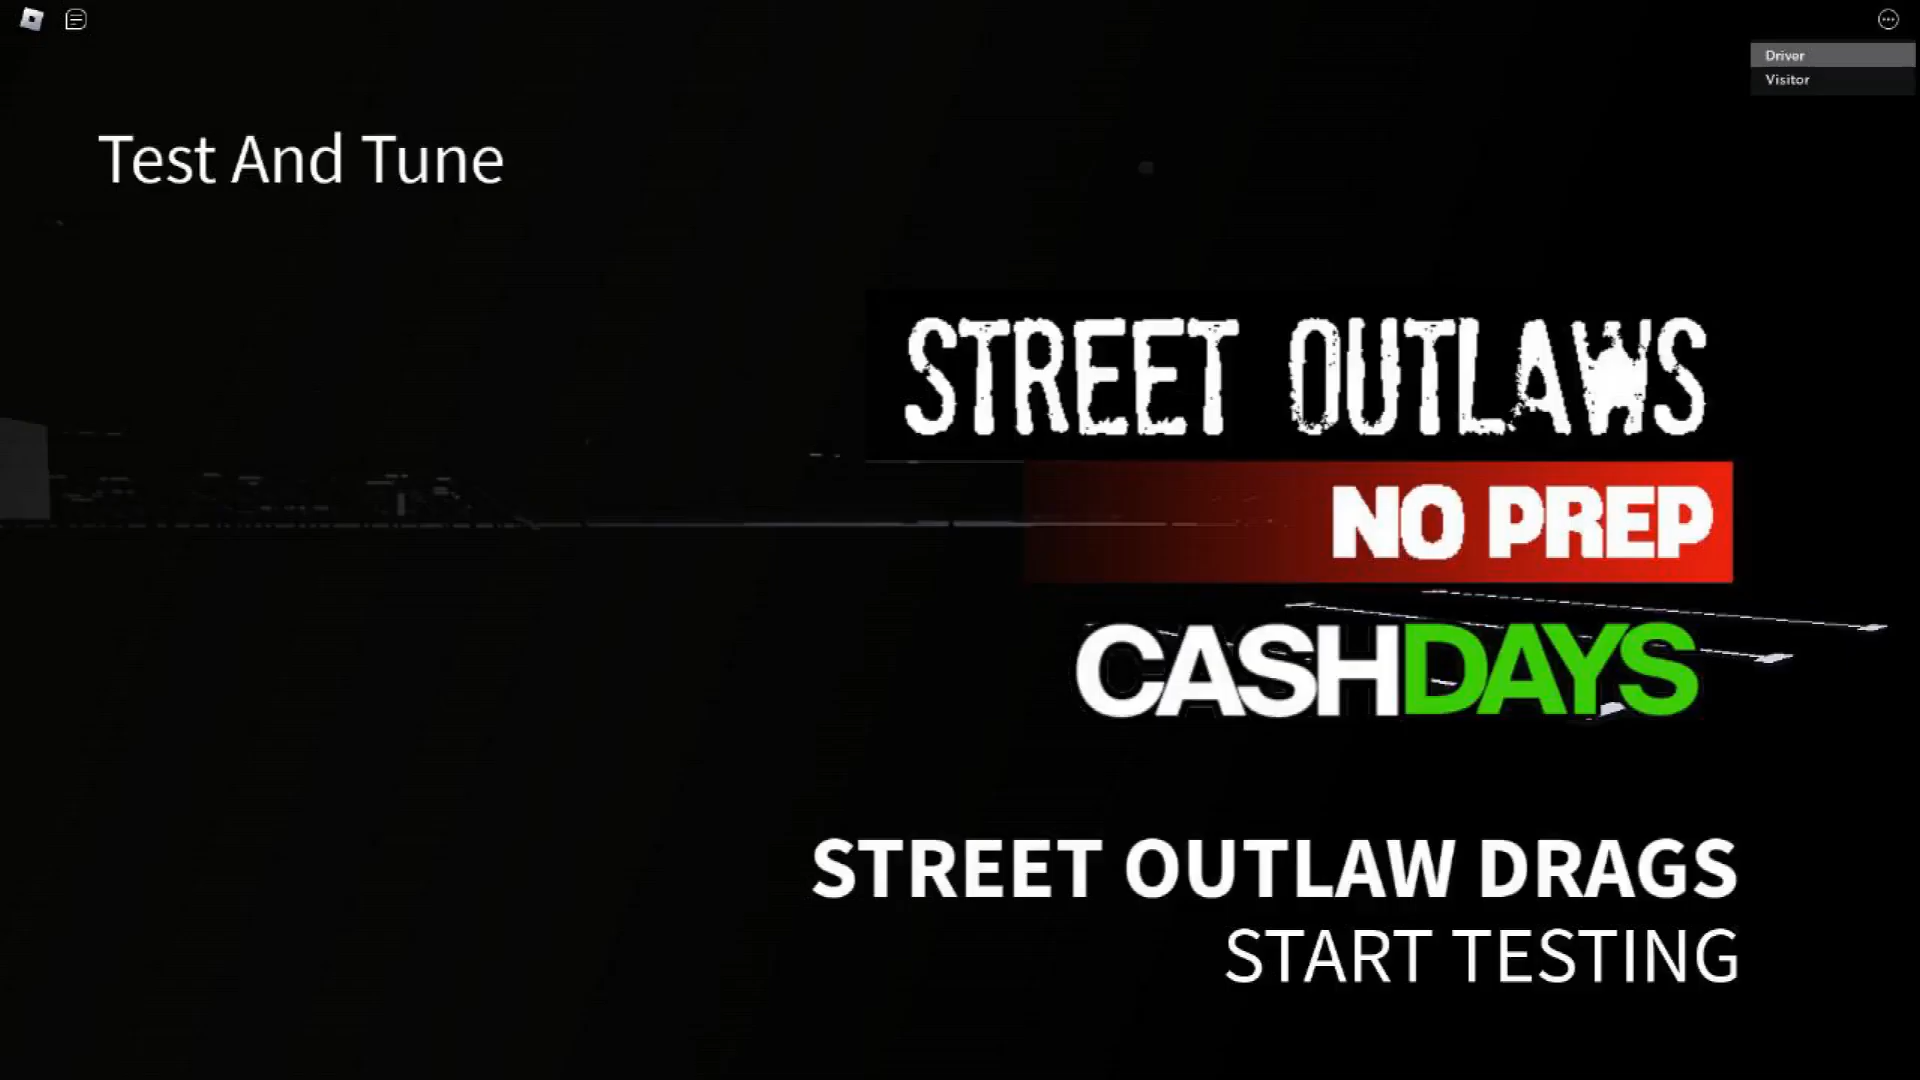 Driver
Visitor
Test And Tune
STREET OUTLAWS
NO PREP
CASHDAYS
STREET OUTLAW DRAGS
START TESTING